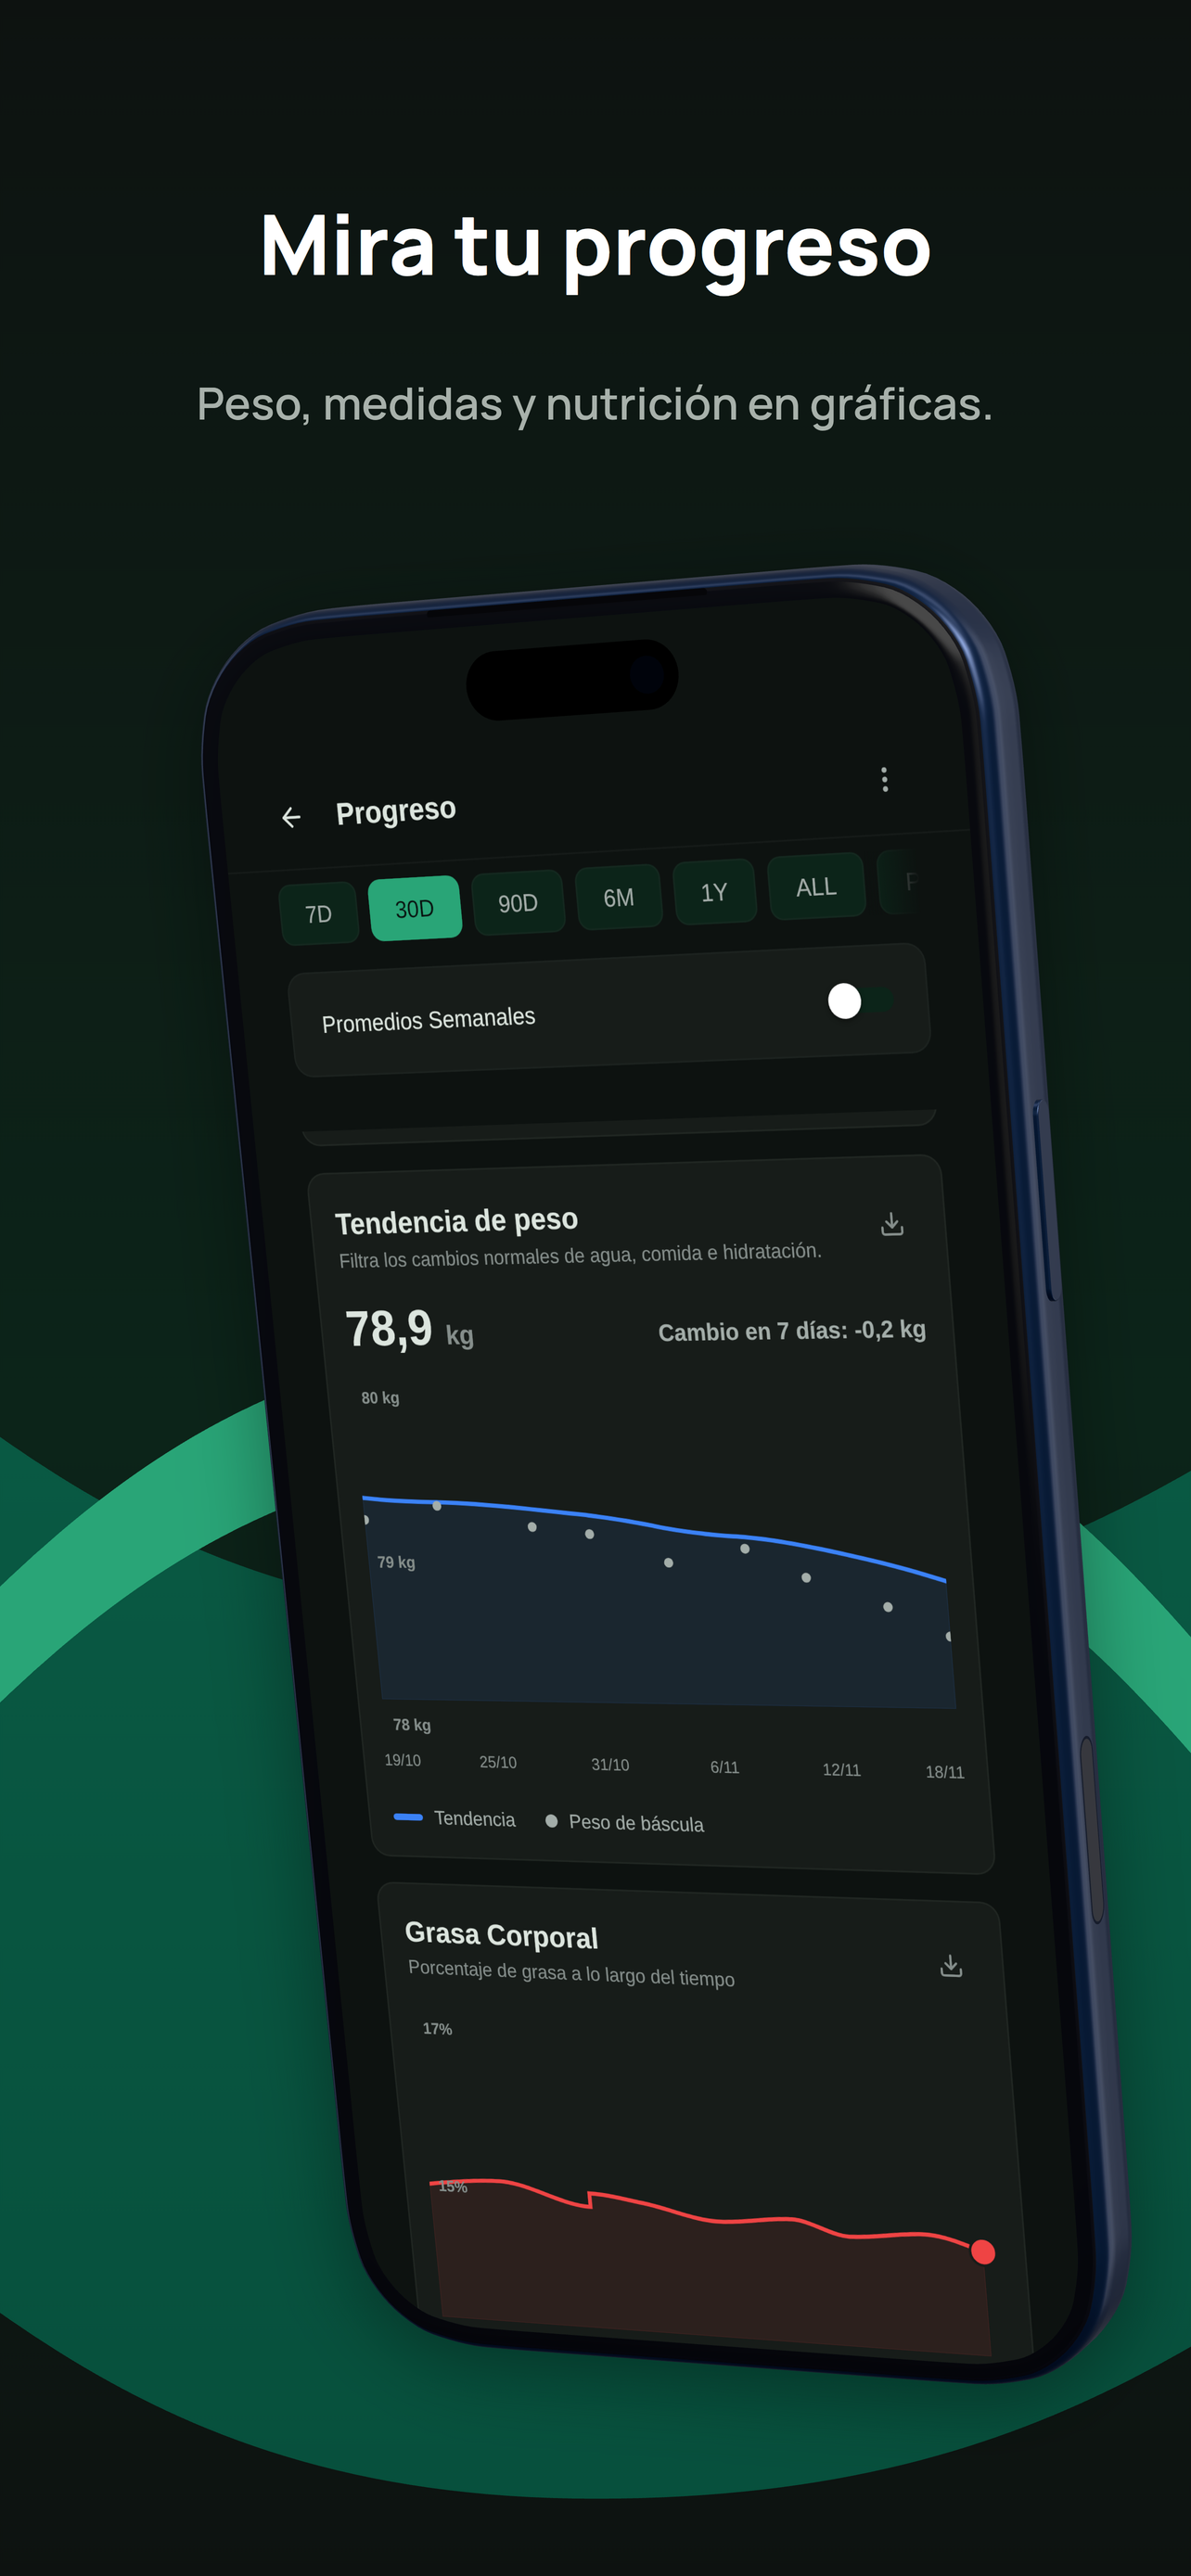 Mira tu progreso
Peso, medidas y nutrición en gráficas.
Progreso
7D 30D 90D 6M 1Y ALL
Promedios Semanales
Tendencia de peso
Filtra los cambios normales de agua, comida e hidratación.
78,9 kg
Cambio en 7 días: -0,2 kg
80 kg
79 kg
78 kg
19/10 25/10 31/10 6/11 12/11 18/11
Tendencia Peso de báscula
Grasa Corporal
Porcentaje de grasa a lo largo del tiempo
17%
15%